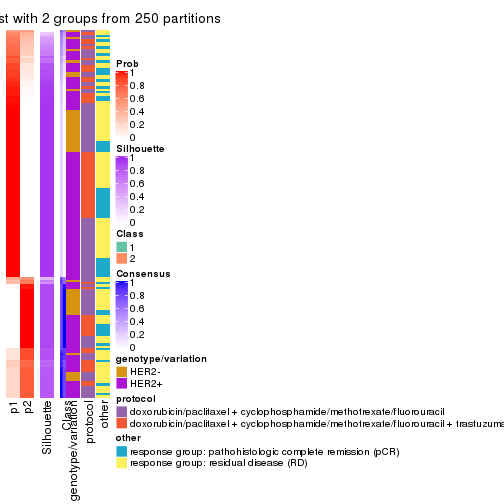 st with 2 groups from 250 partitions
Prob
1
0.8
0.6
0.4
0.2
0
Silhouette
1
0.8
0.6
0.4
0.2
0
Class
1
2
Consensus
1
0.8
0.6
0.4
0.2
0
genotype/variation
HER2-
HER2+
protocol
doxorubicin/paclitaxel + cyclophosphamide/methotrexate/fluorouracil
doxorubicin/paclitaxel + cyclophosphamide/methotrexate/fluorouracil + trastuzuma
other
response group: pathohistologic complete remission (pCR)
response group: residual disease (RD)
p1
p2
Silhouette
Class
genotype/variation
protocol
other